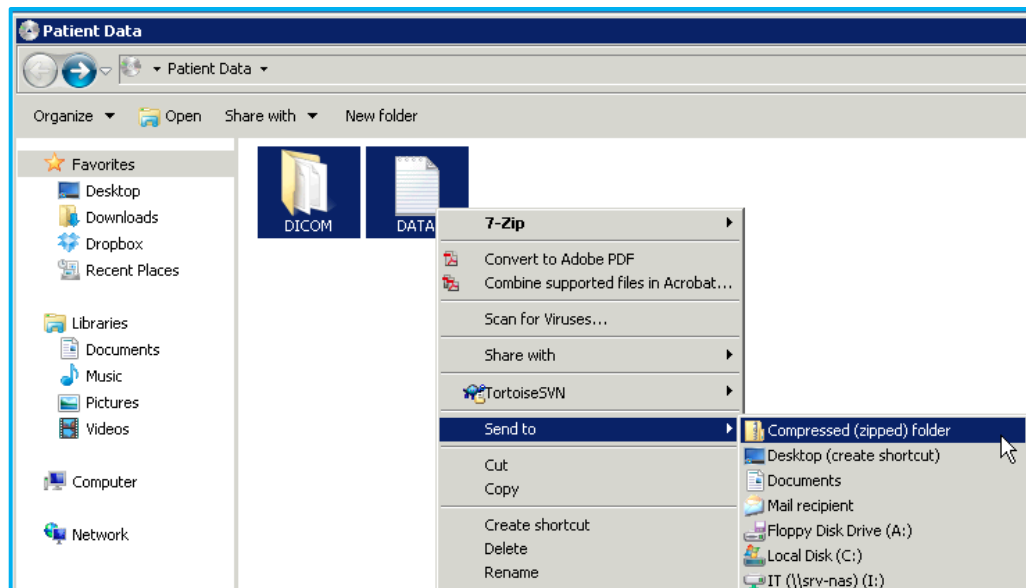 Patient Data
Patient Data
Organize Open Share with New folder
Favorites
Desktop
Downloads
Dropbox
Recent Places
Libraries
Documents
Music
Pictures
Videos
Computer
Network
DICOM DATA
7-Zip
Convert to Adobe PDF
Combine supported files in Acrobat...
Scan for Viruses...
Share with
TortoiseSVN
Send to
Cut
Copy
Create shortcut
Delete
Rename
Compressed (zipped) folder
Desktop (create shortcut)
Documents
Mail recipient
Floppy Disk Drive (A:)
Local Disk (C:)
IT (\\srv-nas) (I:)